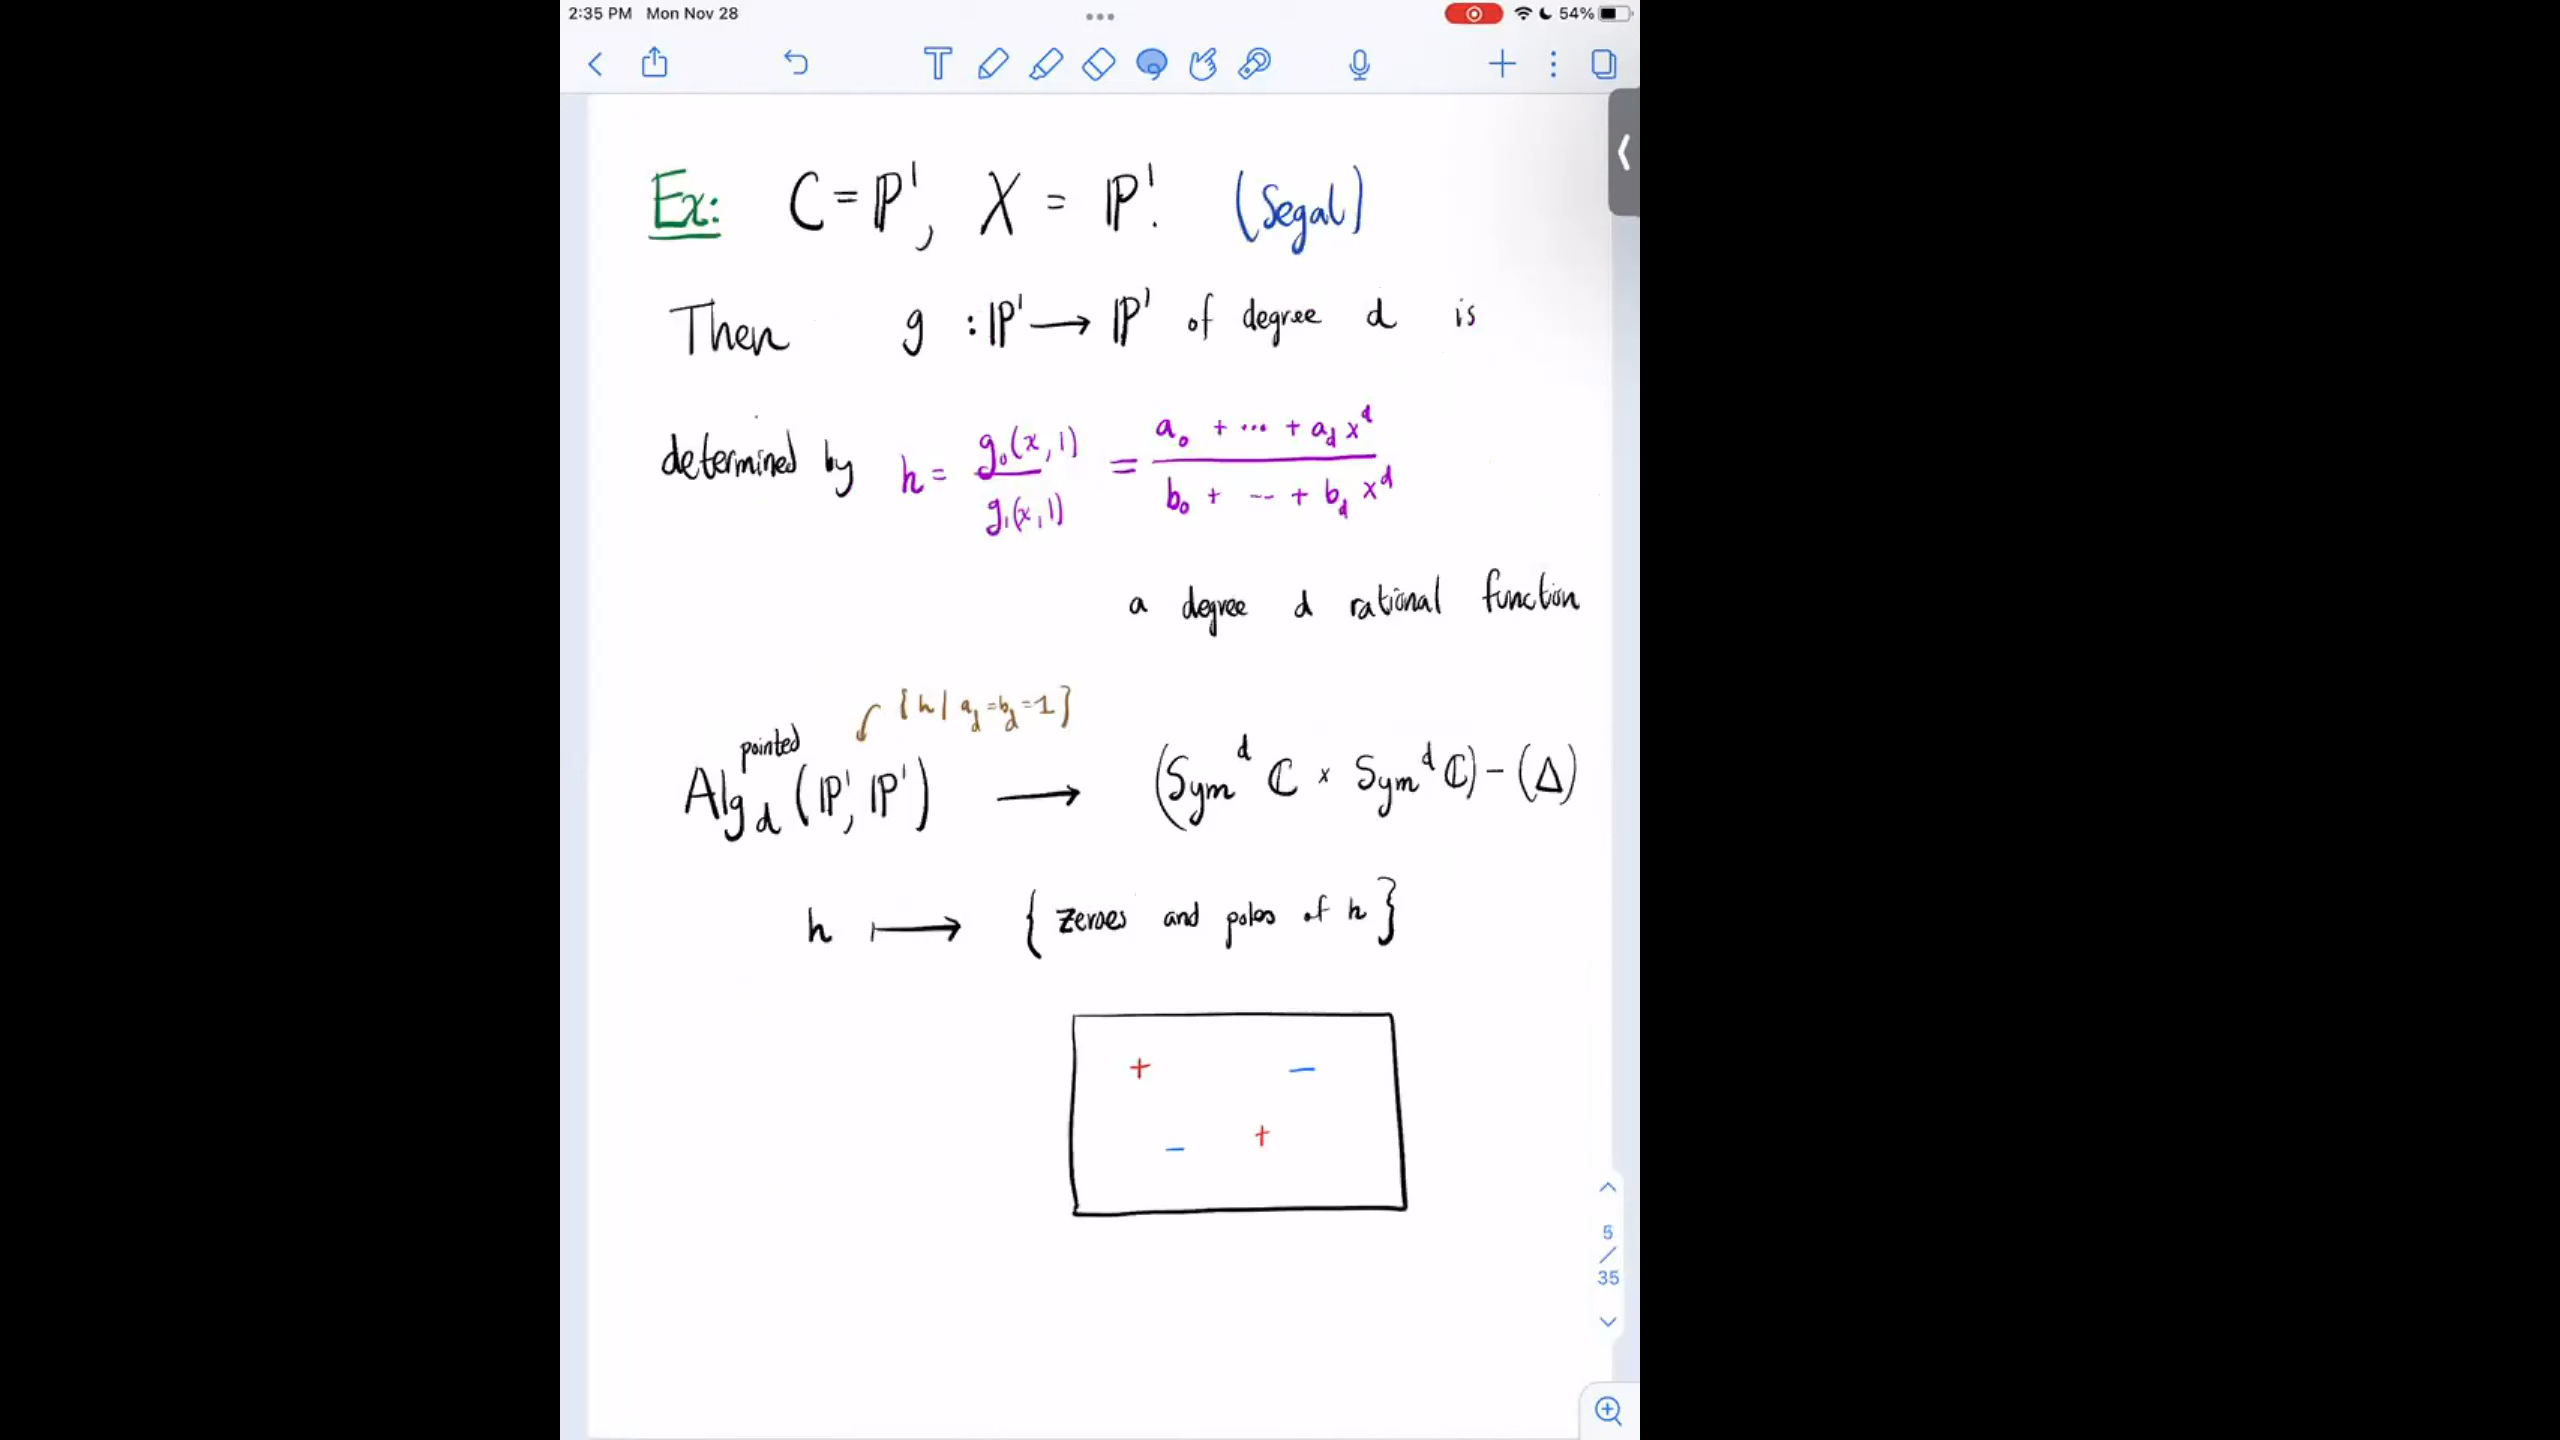 2:35 PM Mon Nov 28
54%
Ex: C = ℙ¹, X = ℙ¹. (Segal)
Then g : ℙ¹ ⟶ ℙ¹ of degree d is
determined by h = g₀(x,1) / g₁(x,1) = a₀ + ··· + a_d x^d / b₀ + ··· + b_d x^d
a degree d rational function
{ h | a_d = b_d = 1 }
Alg_d^pointed (ℙ¹, ℙ¹) ⟶ (Sym^d ℂ × Sym^d ℂ) − (Δ)
h ⟼ { zeroes and poles of h }
+ −
− +
5
/
35